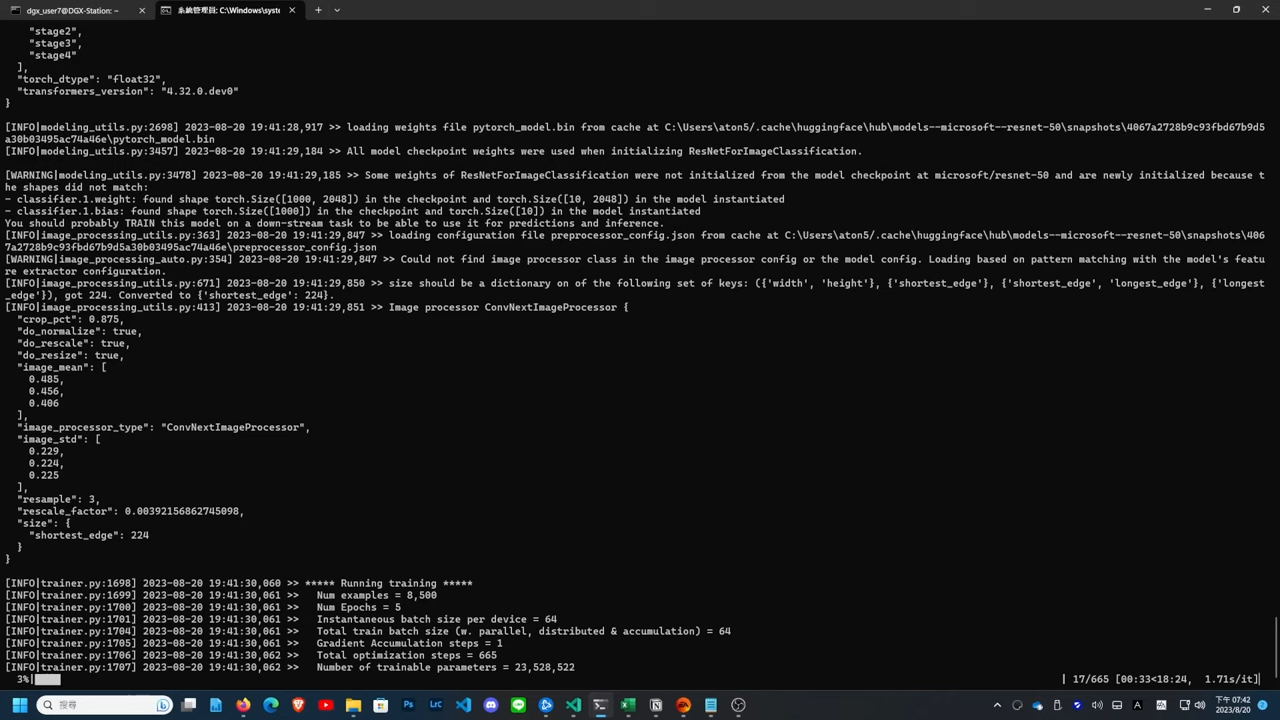 dgx_user7@DGX-Station: ~
系統管理員: C:\Windows\syste
"stage2",
"stage3",
"stage4"
],
"torch_dtype": "float32",
"transformers_version": "4.32.0.dev0"
}
[INFO|modeling_utils.py:2698] 2023-08-20 19:41:28,917 >> loading weights file pytorch_model.bin from cache at C:\Users\aton5/.cache\huggingface\hub\models--microsoft--resnet-50\snapshots\4067a2728b9c93fbd67b9d5
a30b03495ac74a46e\pytorch_model.bin
[INFO|modeling_utils.py:3457] 2023-08-20 19:41:29,184 >> All model checkpoint weights were used when initializing ResNetForImageClassification.
[WARNING|modeling_utils.py:3478] 2023-08-20 19:41:29,185 >> Some weights of ResNetForImageClassification were not initialized from the model checkpoint at microsoft/resnet-50 and are newly initialized because t
he shapes did not match:
- classifier.1.weight: found shape torch.Size([1000, 2048]) in the checkpoint and torch.Size([10, 2048]) in the model instantiated
- classifier.1.bias: found shape torch.Size([1000]) in the checkpoint and torch.Size([10]) in the model instantiated
You should probably TRAIN this model on a down-stream task to be able to use it for predictions and inference.
[INFO|image_processing_utils.py:363] 2023-08-20 19:41:29,847 >> loading configuration file preprocessor_config.json from cache at C:\Users\aton5/.cache\huggingface\hub\models--microsoft--resnet-50\snapshots\406
7a2728b9c93fbd67b9d5a30b03495ac74a46e\preprocessor_config.json
[WARNING|image_processing_auto.py:354] 2023-08-20 19:41:29,847 >> Could not find image processor class in the image processor config or the model config. Loading based on pattern matching with the model's featu
re extractor configuration.
[INFO|image_processing_utils.py:671] 2023-08-20 19:41:29,850 >> size should be a dictionary on of the following set of keys: ({'width', 'height'}, {'shortest_edge'}, {'shortest_edge', 'longest_edge'}, {'longest
_edge'}), got 224. Converted to {'shortest_edge': 224}.
[INFO|image_processing_utils.py:413] 2023-08-20 19:41:29,851 >> Image processor ConvNextImageProcessor {
"crop_pct": 0.875,
"do_normalize": true,
"do_rescale": true,
"do_resize": true,
"image_mean": [
0.485,
0.456,
0.406
],
"image_processor_type": "ConvNextImageProcessor",
"image_std": [
0.229,
0.224,
0.225
],
"resample": 3,
"rescale_factor": 0.00392156862745098,
"size": {
"shortest_edge": 224
}
}
[INFO|trainer.py:1698] 2023-08-20 19:41:30,060 >> ***** Running training *****
[INFO|trainer.py:1699] 2023-08-20 19:41:30,061 >> Num examples = 8,500
[INFO|trainer.py:1700] 2023-08-20 19:41:30,061 >> Num Epochs = 5
[INFO|trainer.py:1701] 2023-08-20 19:41:30,061 >> Instantaneous batch size per device = 64
[INFO|trainer.py:1704] 2023-08-20 19:41:30,061 >> Total train batch size (w. parallel, distributed & accumulation) = 64
[INFO|trainer.py:1705] 2023-08-20 19:41:30,061 >> Gradient Accumulation steps = 1
[INFO|trainer.py:1706] 2023-08-20 19:41:30,062 >> Total optimization steps = 665
[INFO|trainer.py:1707] 2023-08-20 19:41:30,062 >> Number of trainable parameters = 23,528,522
3%| | 17/665 [00:33<18:24, 1.71s/it]
搜尋
下午 07:42
2023/8/20